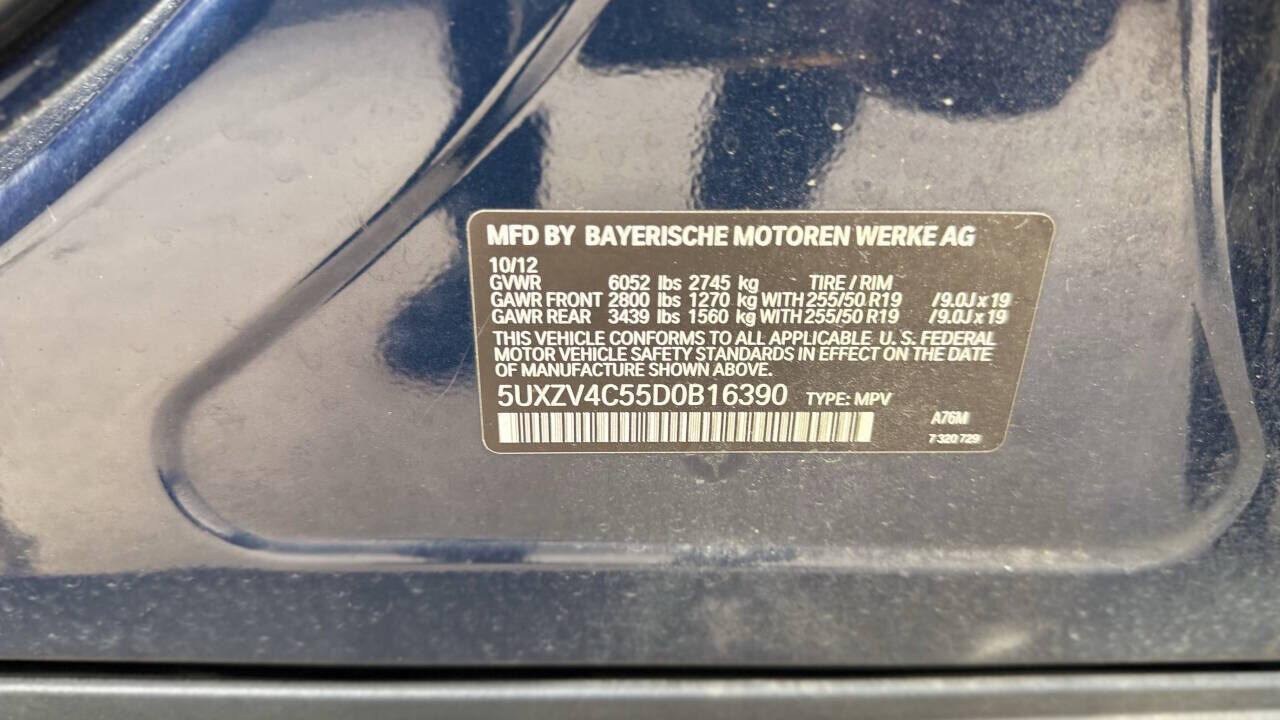 MFD BY BAYERISCHE MOTOREN WERKE AG
10/12
GVWR 6052 lbs 2745 kg TIRE / RIM
GAWR FRONT 2800 lbs 1270 kg WITH 255/50 R19 /9.0J x 19
GAWR REAR 3439 lbs 1560 kg WITH 255/50 R19 /9.0J x 19
THIS VEHICLE CONFORMS TO ALL APPLICABLE U. S. FEDERAL
MOTOR VEHICLE SAFETY STANDARDS IN EFFECT ON THE DATE
OF MANUFACTURE SHOWN ABOVE.
5UXZV4C55D0B16390 TYPE: MPV
A76M
7 320 729